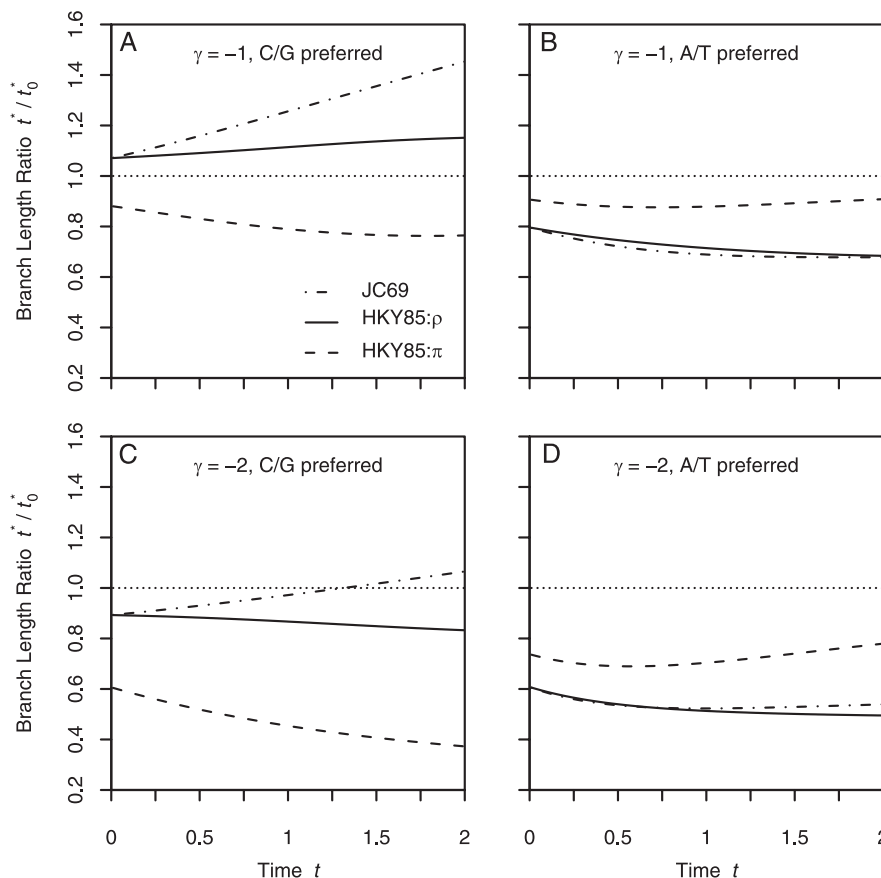 A
γ = −1, C/G preferred
B
γ = −1, A/T preferred
Branch Length Ratio t* / t0*
1.6
1.4
1.2
1.0
0.8
0.6
0.4
0.2
JC69
HKY85:ρ
HKY85:π
C
γ = −2, C/G preferred
D
γ = −2, A/T preferred
Branch Length Ratio t* / t0*
1.6
1.4
1.2
1.0
0.8
0.6
0.4
0.2
0 0.5 1 1.5 2
0 0.5 1 1.5 2
Time t
Time t